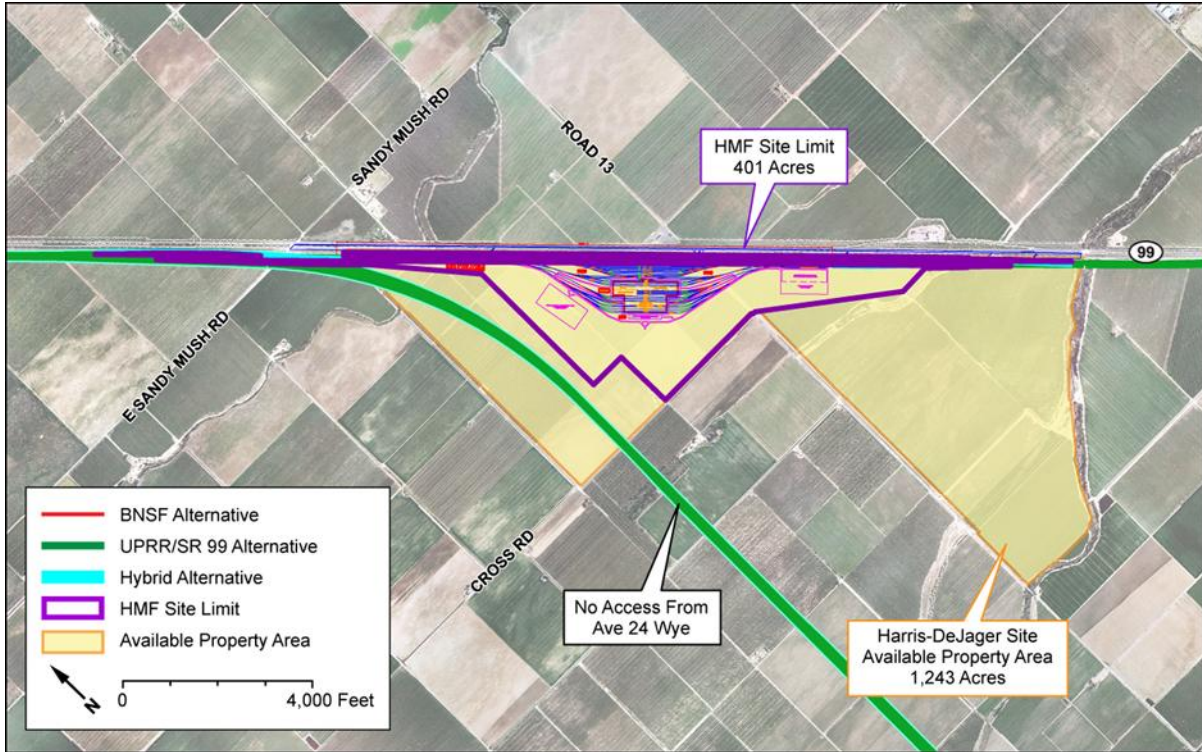 SANDY MUSH RD
ROAD 13
HMF Site Limit
401 Acres
99
E SANDY MUSH RD
CROSS RD
No Access From
Ave 24 Wye
Harris-DeJager Site
Available Property Area
1,243 Acres
BNSF Alternative
UPRR/SR 99 Alternative
Hybrid Alternative
HMF Site Limit
Available Property Area
N
0
4,000 Feet